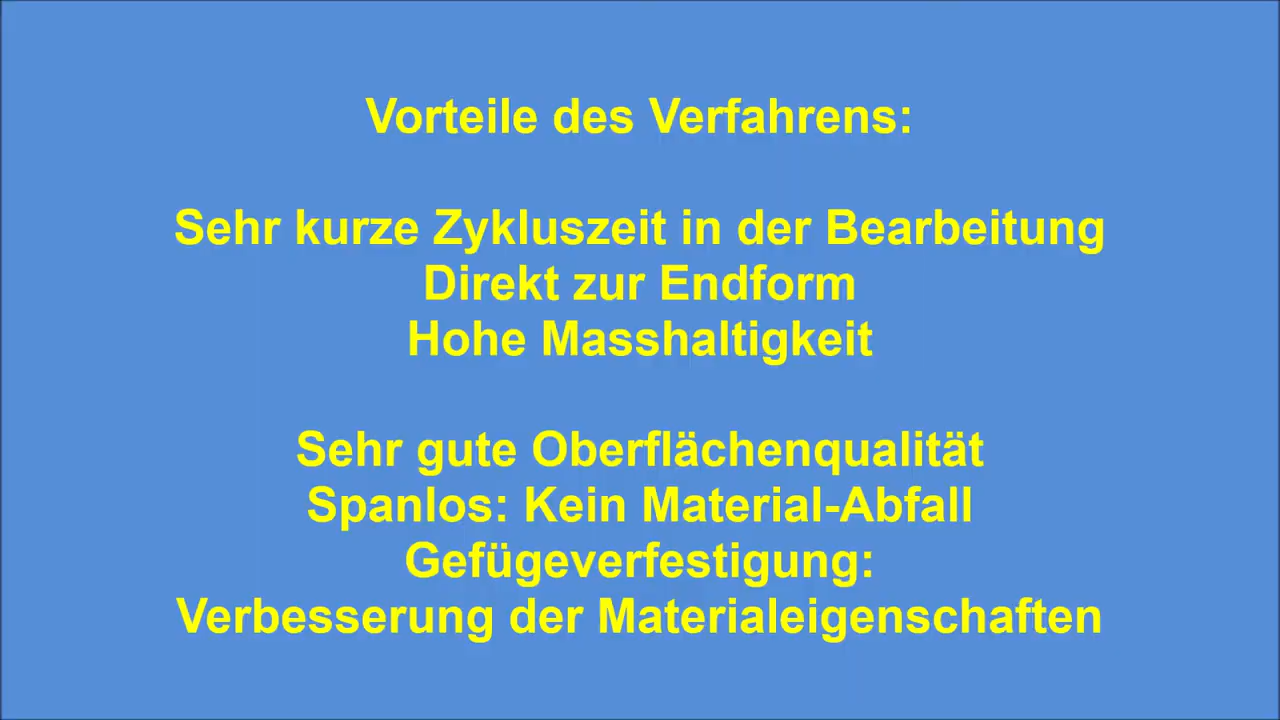 Vorteile des Verfahrens:
Sehr kurze Zykluszeit in der Bearbeitung
Direkt zur Endform
Hohe Masshaltigkeit
Sehr gute Oberflächenqualität
Spanlos: Kein Material-Abfall
Gefügeverfestigung:
Verbesserung der Materialeigenschaften